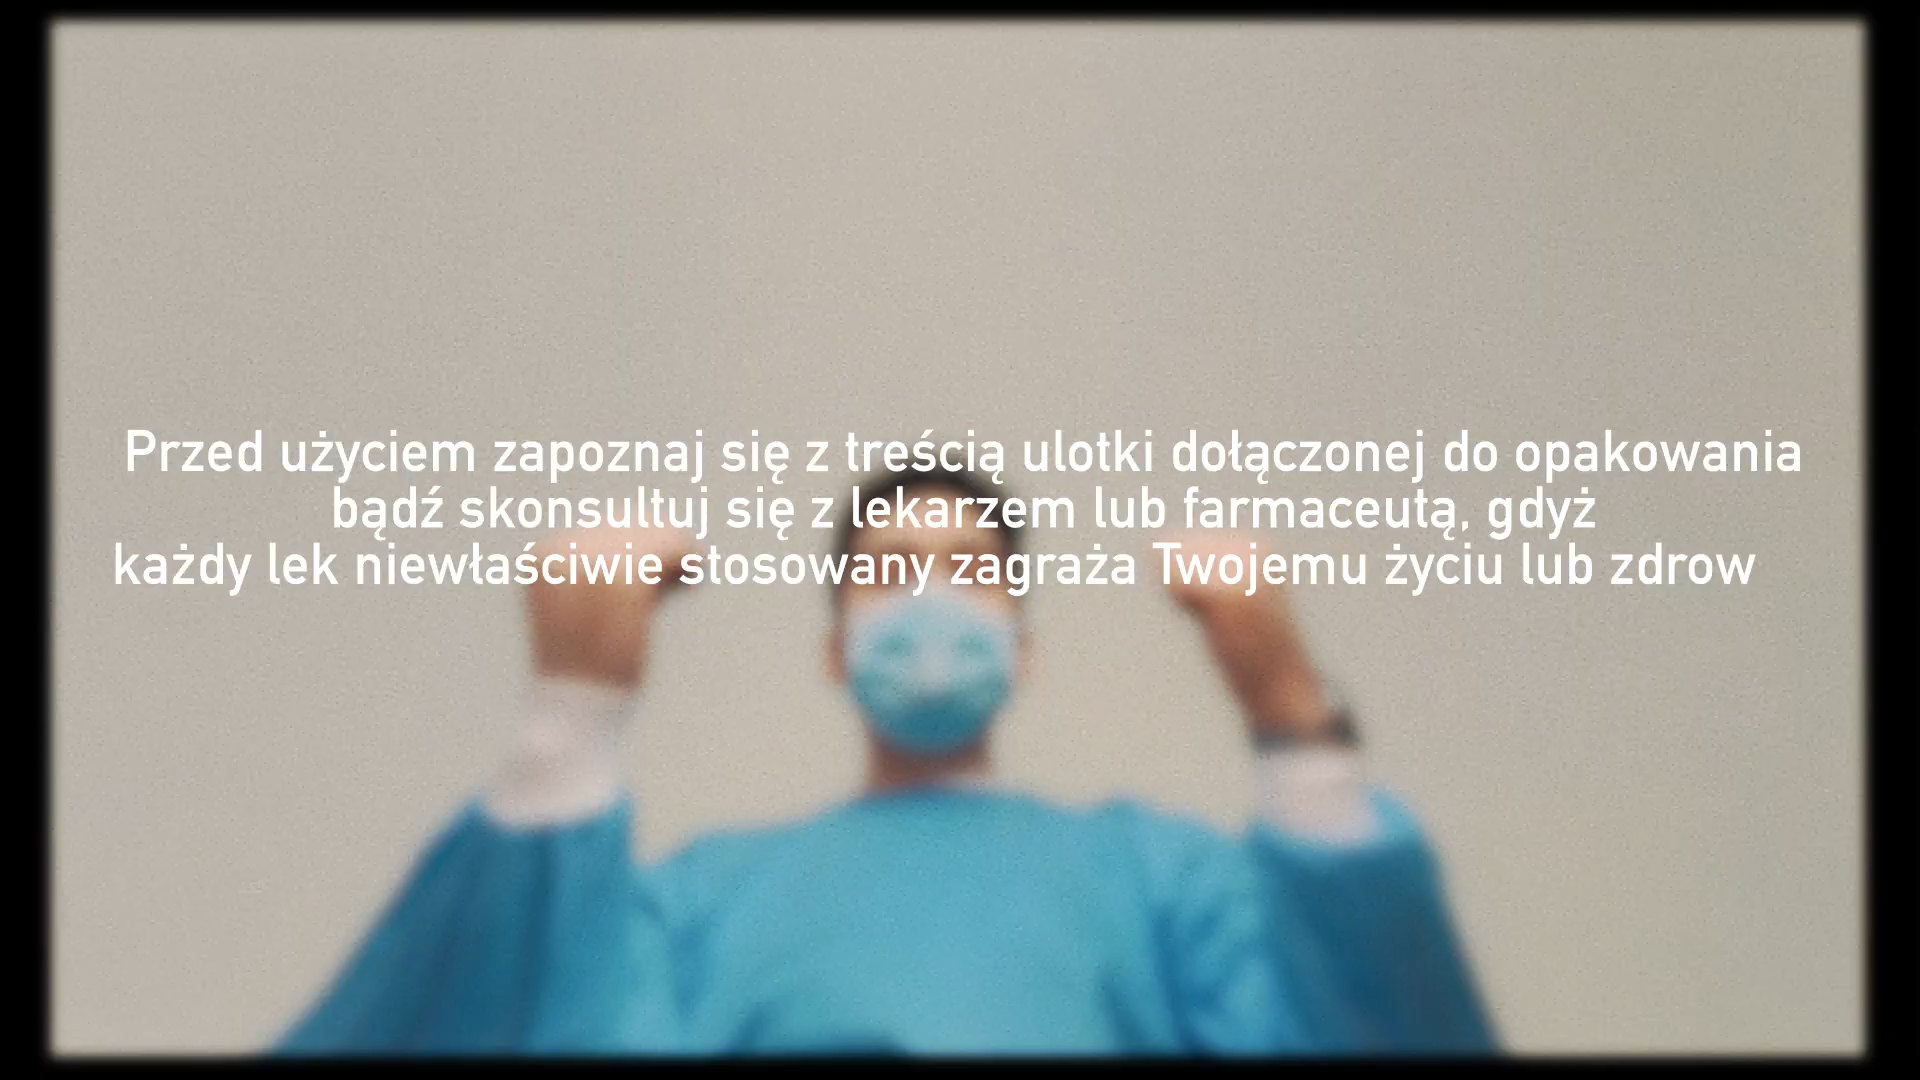 Przed użyciem zapoznaj się z treścią ulotki dołączonej do opakowania
bądź skonsultuj się z lekarzem lub farmaceutą, gdyż
każdy lek niewłaściwie stosowany zagraża Twojemu życiu lub zdrow